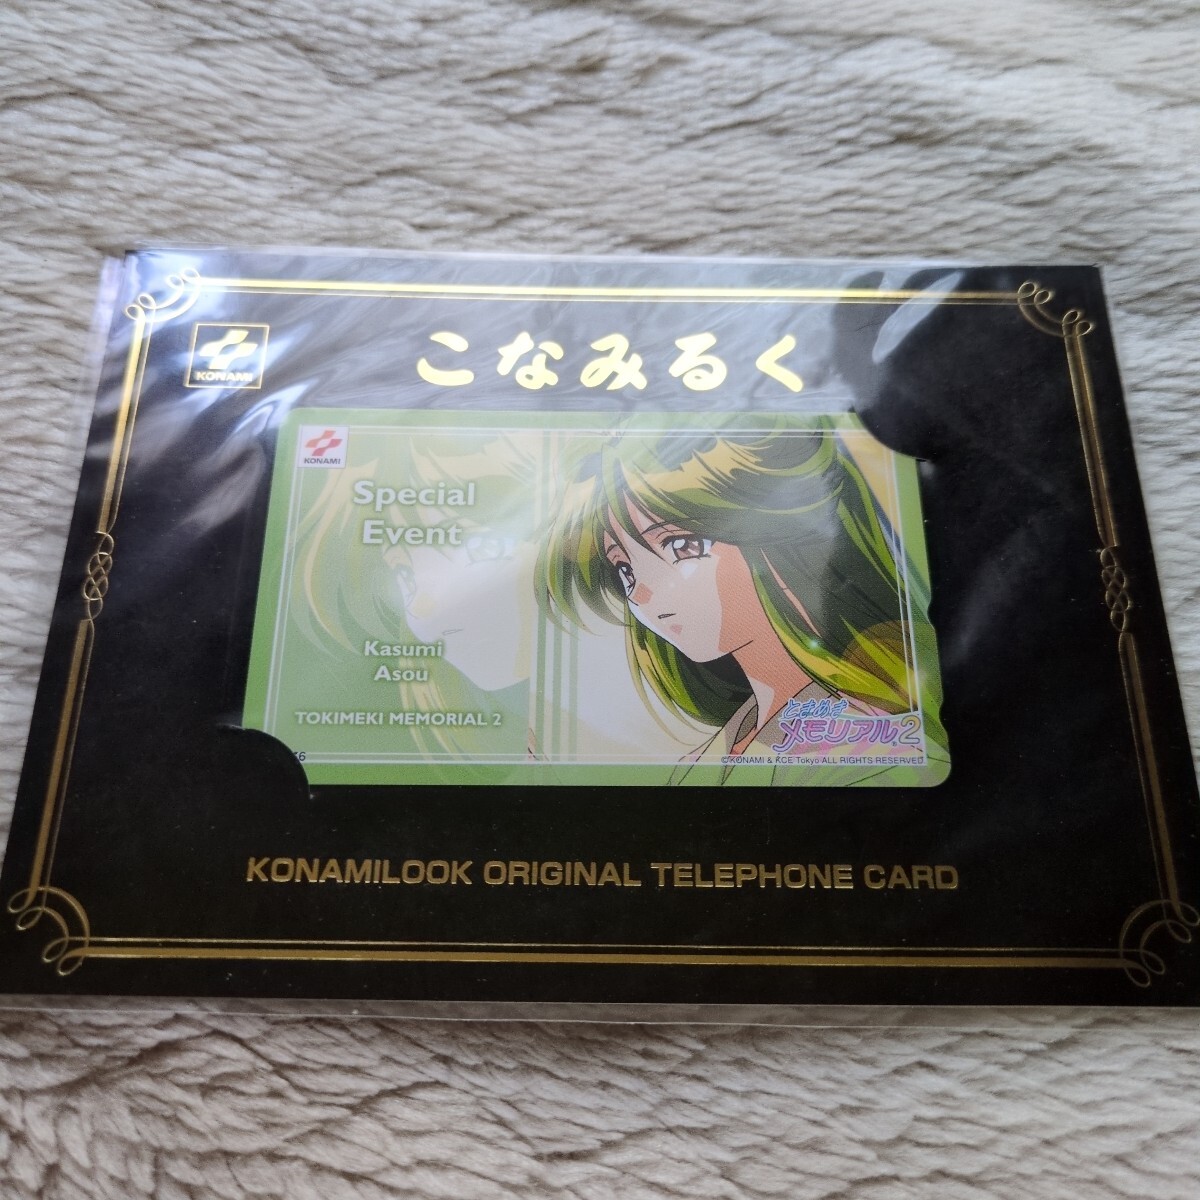 KONAMI
こなみるく
KONAMI
Special
Event
Kasumi
Asou
TOKIMEKI MEMORIAL 2
ときめき
メモリアル2
©KONAMI & KCE Tokyo ALL RIGHTS RESERVED
KONAMILOOK ORIGINAL TELEPHONE CARD